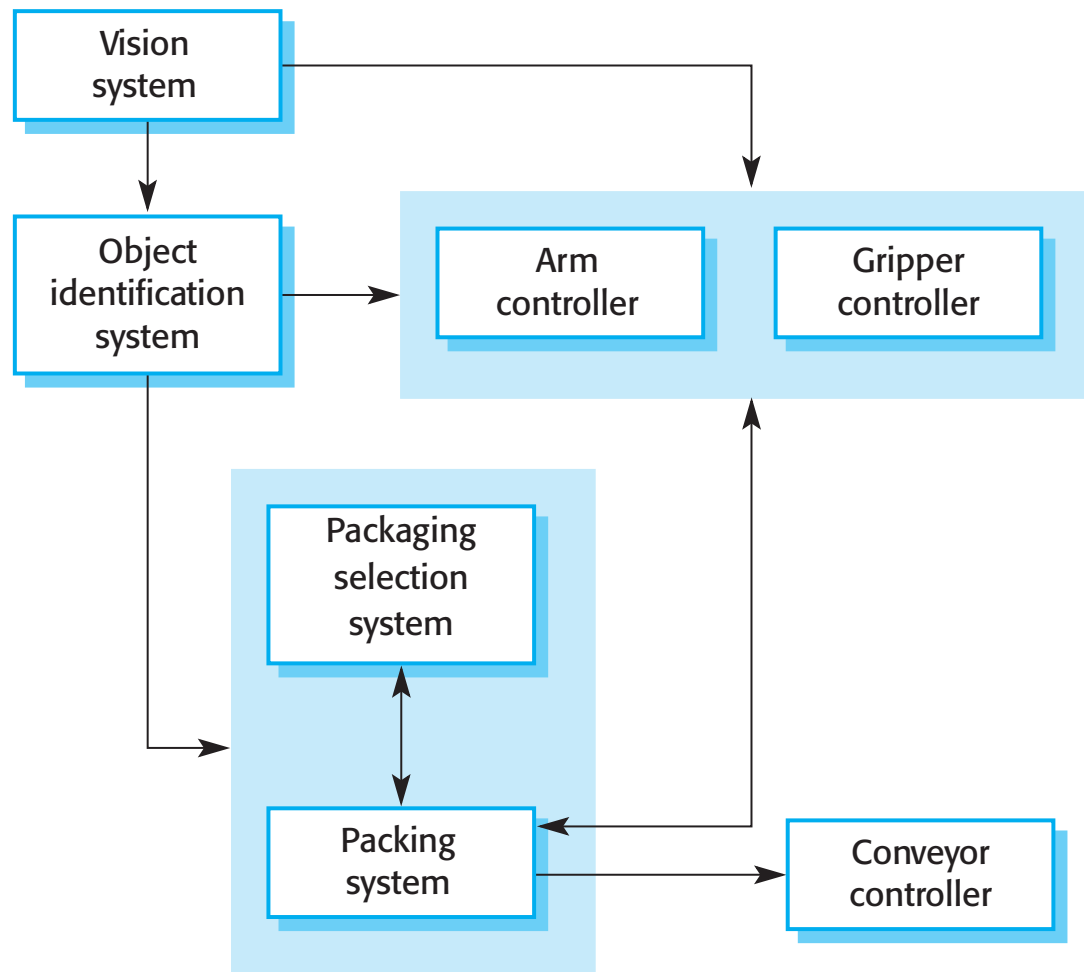 Vision
system
Object
identification
system
Arm
controller
Gripper
controller
Packaging
selection
system
Packing
system
Conveyor
controller